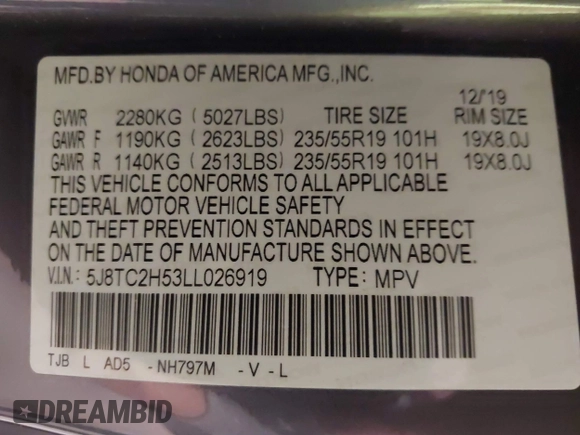 MFD.BY HONDA OF AMERICA MFG.,INC.
12/'19
GVWR 2280KG ( 5027LBS) TIRE SIZE RIM SIZE
GAWR F 1190KG ( 2623LBS) 235/55R19 101H 19X8.0J
GAWR R 1140KG ( 2513LBS) 235/55R19 101H 19X8.0J
THIS VEHICLE CONFORMS TO ALL APPLICABLE
FEDERAL MOTOR VEHICLE SAFETY
AND THEFT PREVENTION STANDARDS IN EFFECT
ON THE DATE OF MANUFACTURE SHOWN ABOVE.
V.I.N.: 5J8TC2H53LL026919 TYPE: MPV
TJB L AD5 - NH797M - V - L
DREAMBID